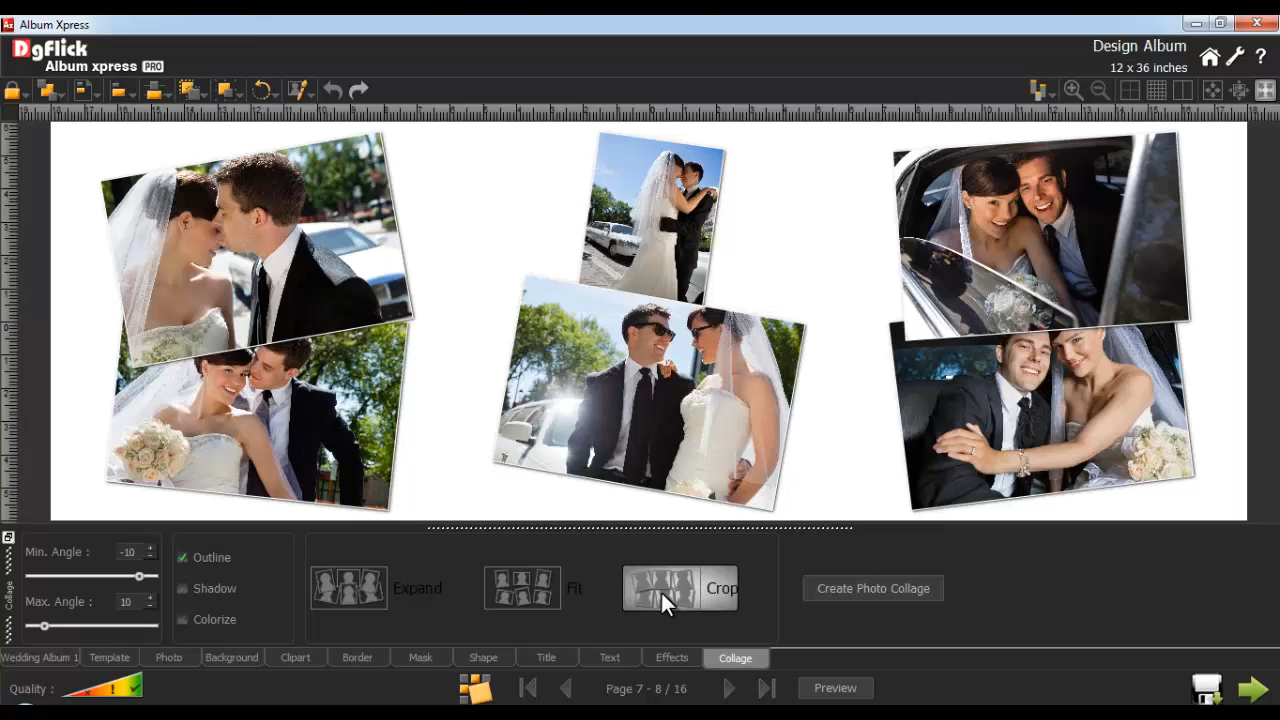 Album Xpress
DgFlick
Album xpress PRO
Design Album
12 x 36 inches
?
Min. Angle : -10
Max. Angle : 10
Collage
Outline
Shadow
Colorize
Expand
Fit
Crop
Create Photo Collage
Wedding Album 1 Template Photo Background Clipart Border Mask Shape Title Text Effects Collage
Quality :
Page 7 - 8 / 16
Preview